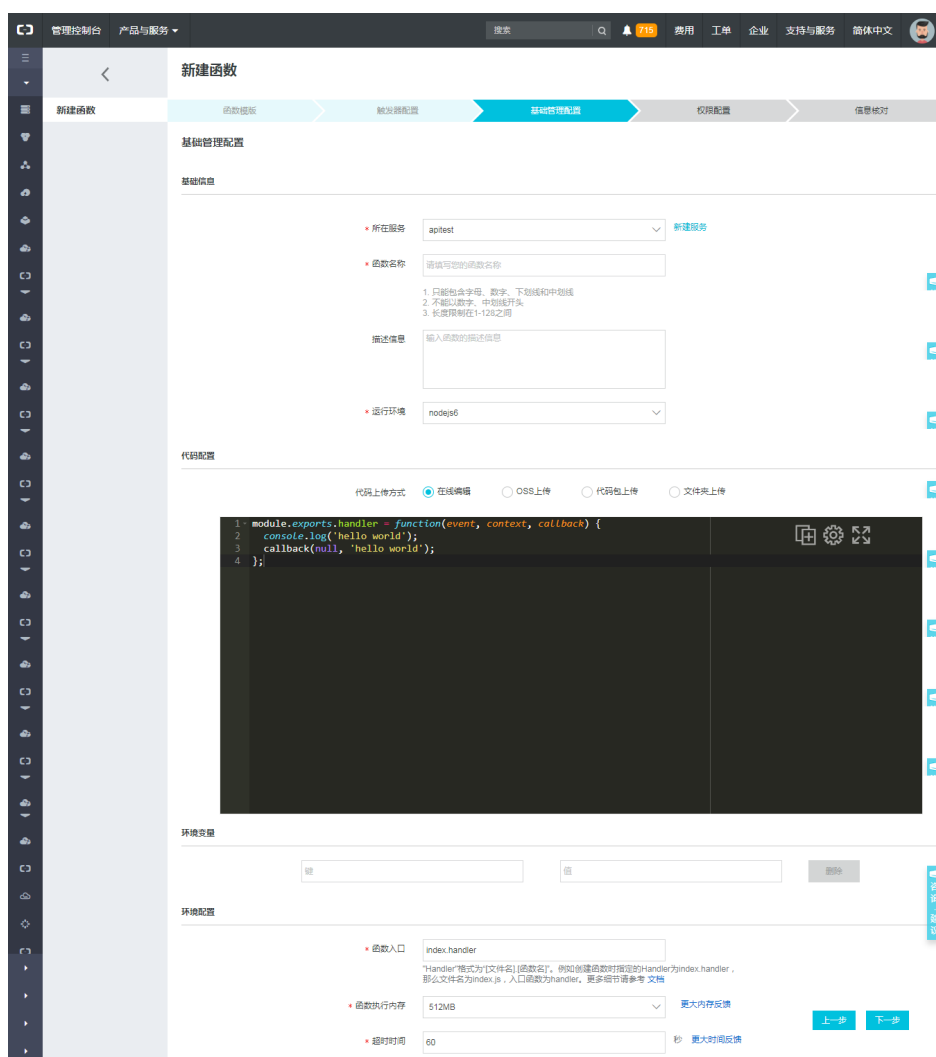 管理控制台 产品与服务 搜索 715 费用 工单 企业 支持与服务 简体中文
新建函数
新建函数
函数模版 触发器配置 基础管理配置 权限配置 信息核对
基础管理配置
基础信息
* 所在服务 apitest 新建服务
* 函数名称 请填写您的函数名称
1. 只能包含字母、数字、下划线和中划线
2. 不能以数字、中划线开头
3. 长度限制在1-128之间
描述信息 输入函数的描述信息
* 运行环境 nodejs6
代码配置
代码上传方式 在线编辑 OSS上传 代码包上传 文件夹上传
1 module.exports.handler = function(event, context, callback) {
2 console.log('hello world');
3 callback(null, 'hello world');
4 };
环境变量
键 值 删除
环境配置
* 函数入口 index.handler
"Handler"格式为"[文件名].[函数名]"。例如创建函数时指定的Handler为index.handler，
那么文件名为index.js，入口函数为handler。更多细节请参考 文档
* 函数执行内存 512MB 更大内存反馈
上一步 下一步
* 超时时间 60 秒 更大时间反馈